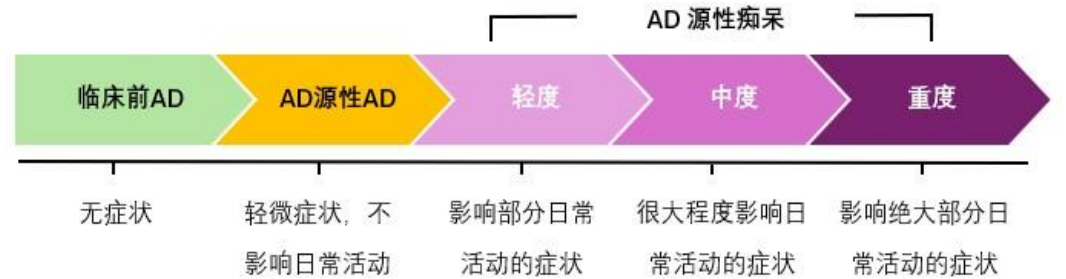 AD 源性痴呆
临床前AD
AD源性AD
轻度
中度
重度
无症状
轻微症状，不
影响日常活动
影响部分日常
活动的症状
很大程度影响日
常活动的症状
影响绝大部分日
常活动的症状